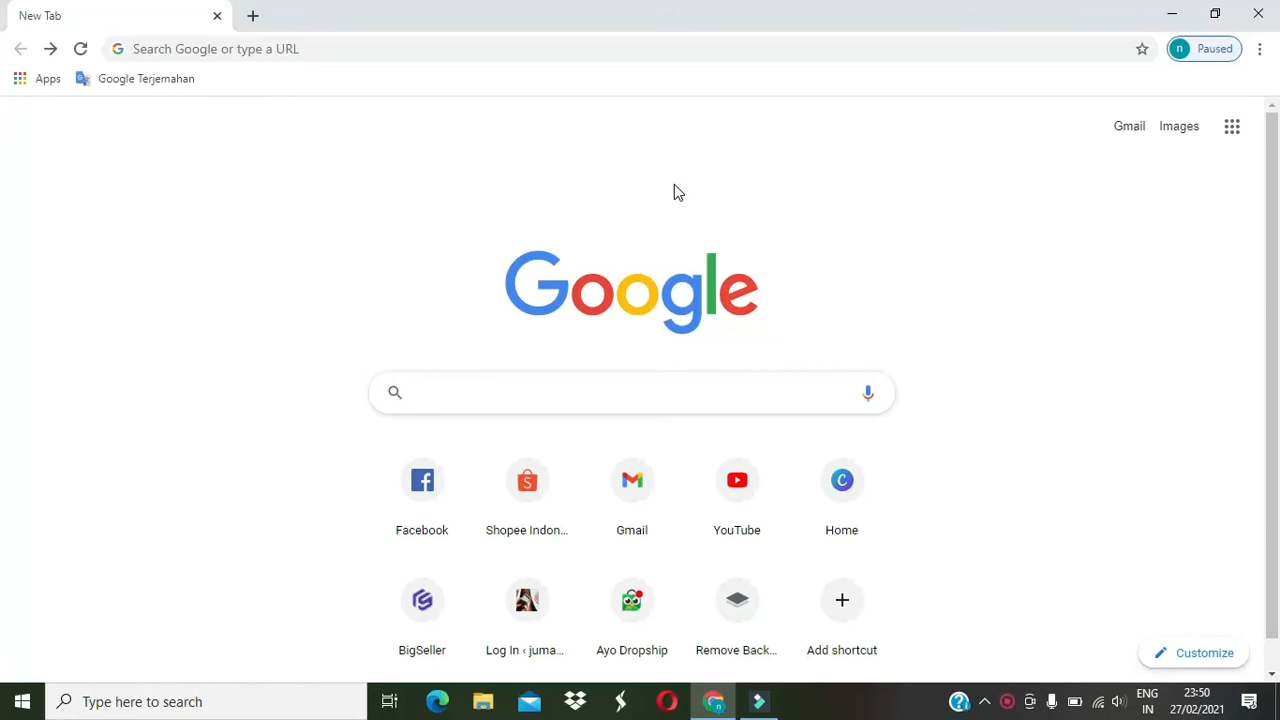 New Tab
Search Google or type a URL
n Paused
Apps Google Terjemahan
Gmail Images
Google
Facebook Shopee Indon... Gmail YouTube Home
BigSeller Log In ‹ juma... Ayo Dropship Remove Back... Add shortcut
Customize
Type here to search
ENG 23:50
IN 27/02/2021